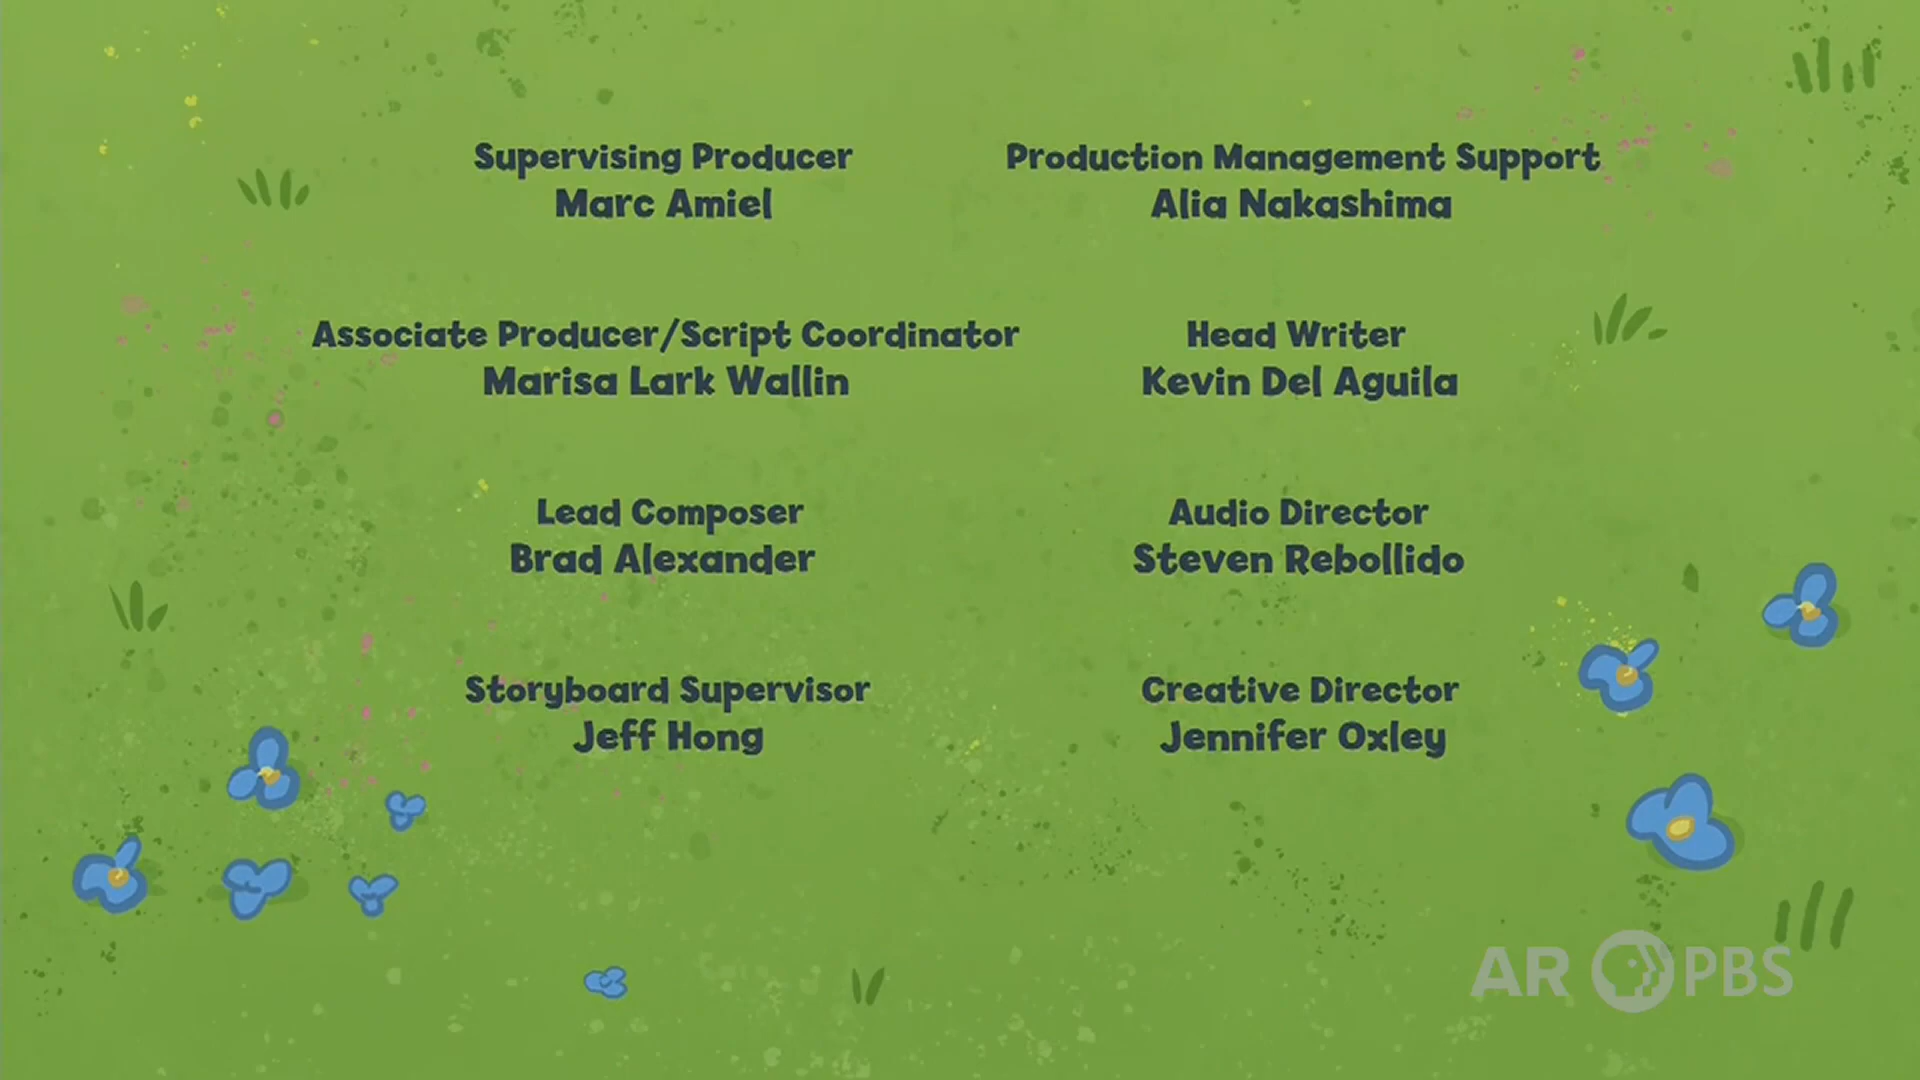 Supervising Producer
Marc Amiel
Production Management Support
Alia Nakashima
Associate Producer/Script Coordinator
Marisa Lark Wallin
Head Writer
Kevin Del Aguila
Lead Composer
Brad Alexander
Audio Director
Steven Rebollido
Storyboard Supervisor
Jeff Hong
Creative Director
Jennifer Oxley
AR PBS